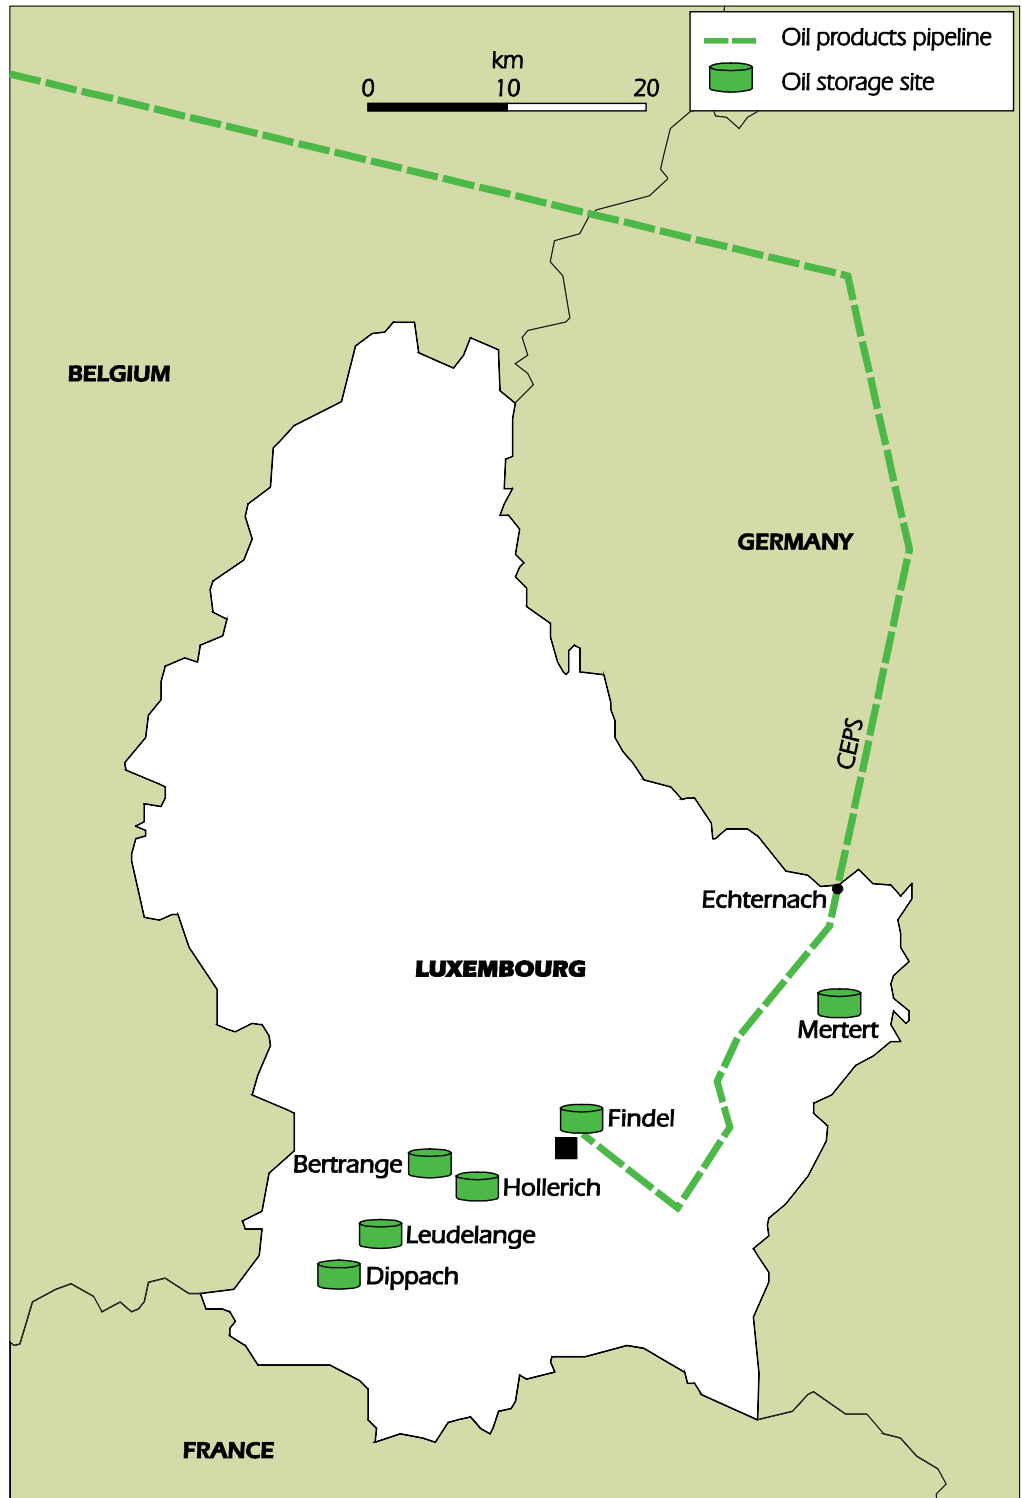 Oil products pipeline
Oil storage site
km
0 10 20
BELGIUM
GERMANY
CEPS
Echternach
LUXEMBOURG
Mertert
Findel
Bertrange
Hollerich
Leudelange
Dippach
FRANCE